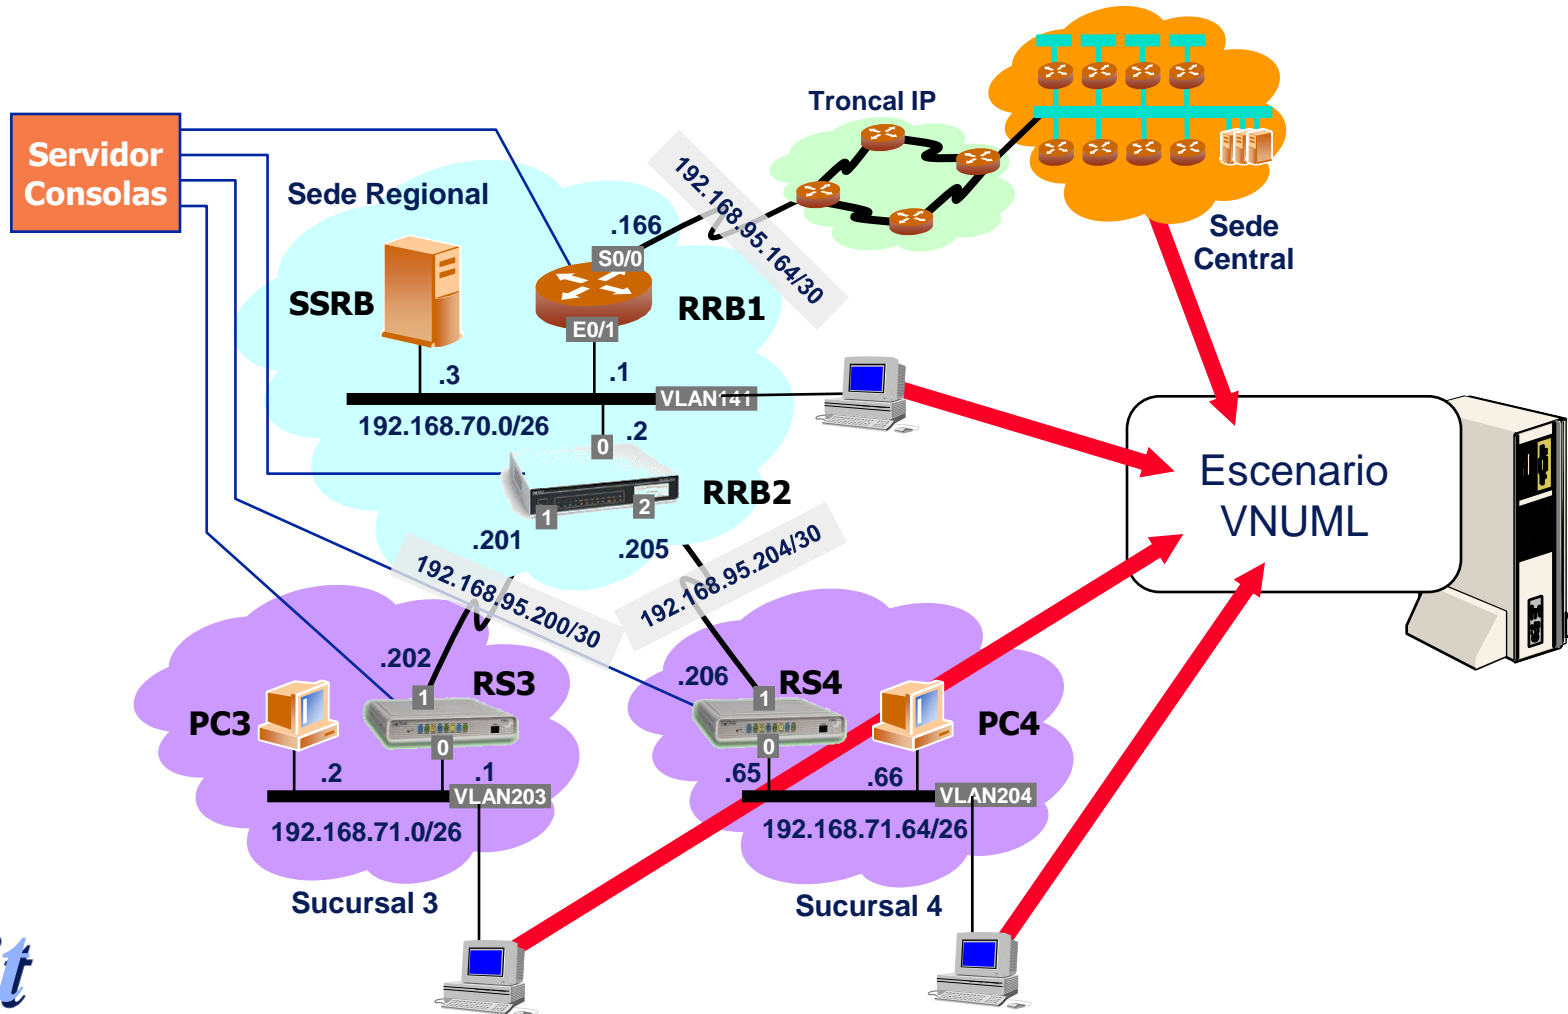 Troncal IP
Servidor
Consolas
Sede Regional
192.168.95.164/30
Sede
Central
.166
S0/0
SSRB
RRB1
E0/1
.3
.1
VLAN141
192.168.70.0/26
.2
0
Escenario
VNUML
RRB2
1
2
.201
.205
192.168.95.200/30
192.168.95.204/30
.202
.206
1
RS3
1
RS4
PC3
PC4
0
0
.2
.1
.65
.66
VLAN203
VLAN204
192.168.71.0/26
192.168.71.64/26
Sucursal 3
Sucursal 4
it